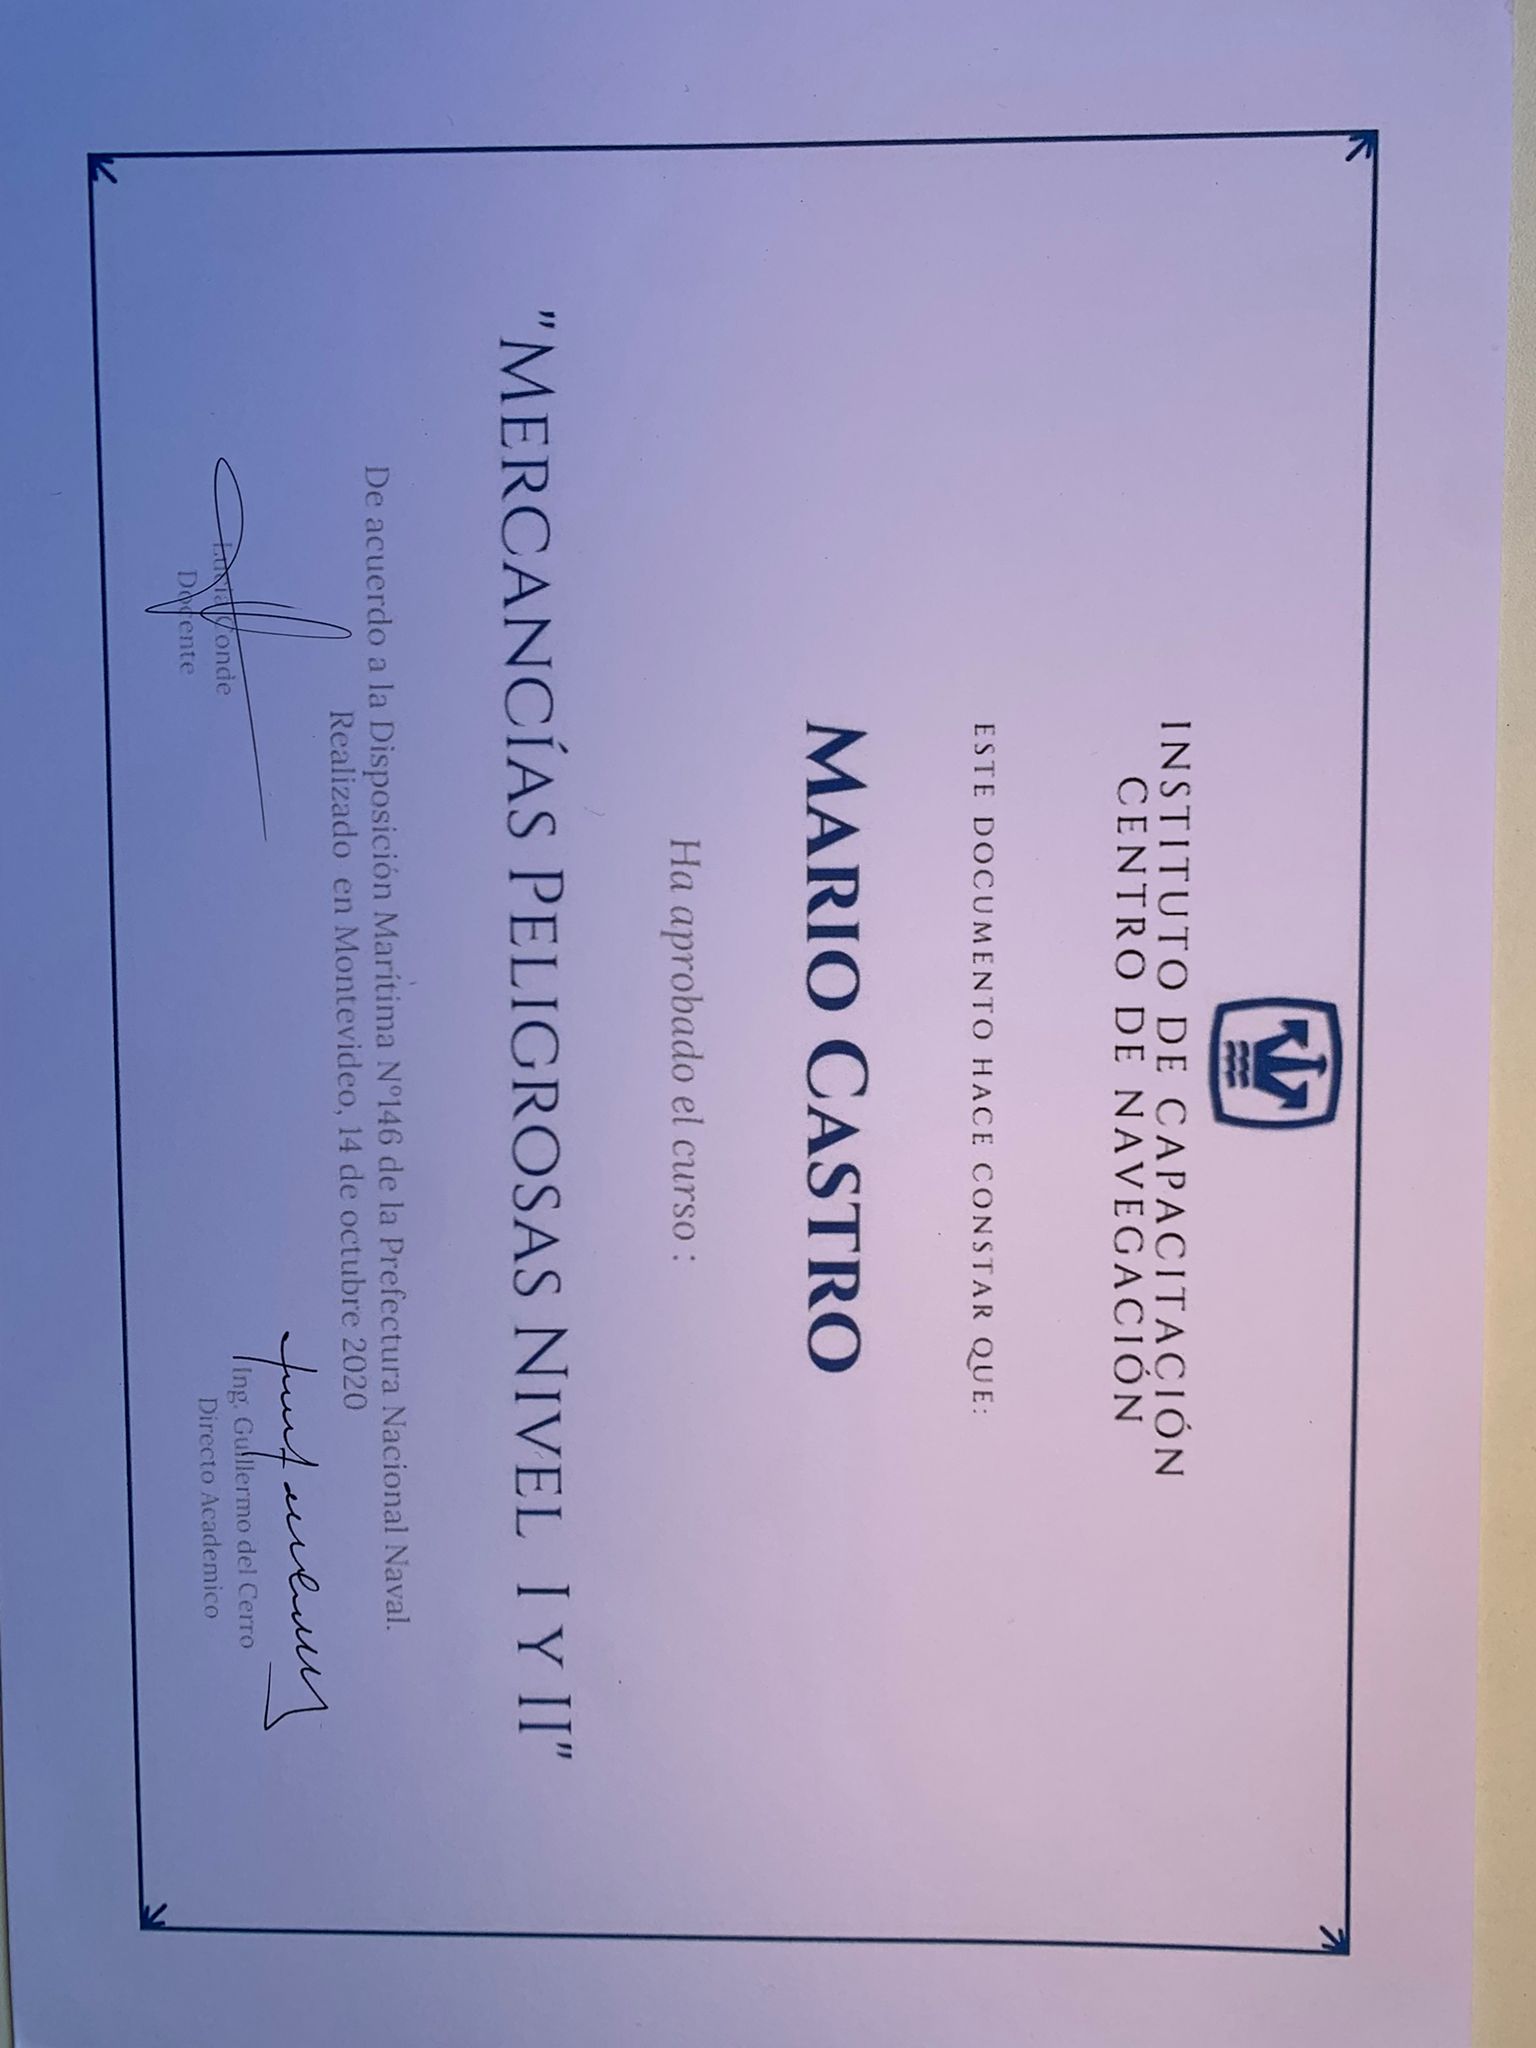 INSTITUTO DE CAPACITACIÓN
CENTRO DE NAVEGACIÓN
ESTE DOCUMENTO HACE CONSTAR QUE:
MARIO CASTRO
Ha aprobado el curso :
"MERCANCÍAS PELIGROSAS NIVEL I Y II"
De acuerdo a la Disposición Marítima Nº146 de la Prefectura Nacional Naval.
Realizado en Montevideo, 14 de octubre 2020
Lucia Conde
Docente
Ing. Guillermo del Cerro
Directo Academico